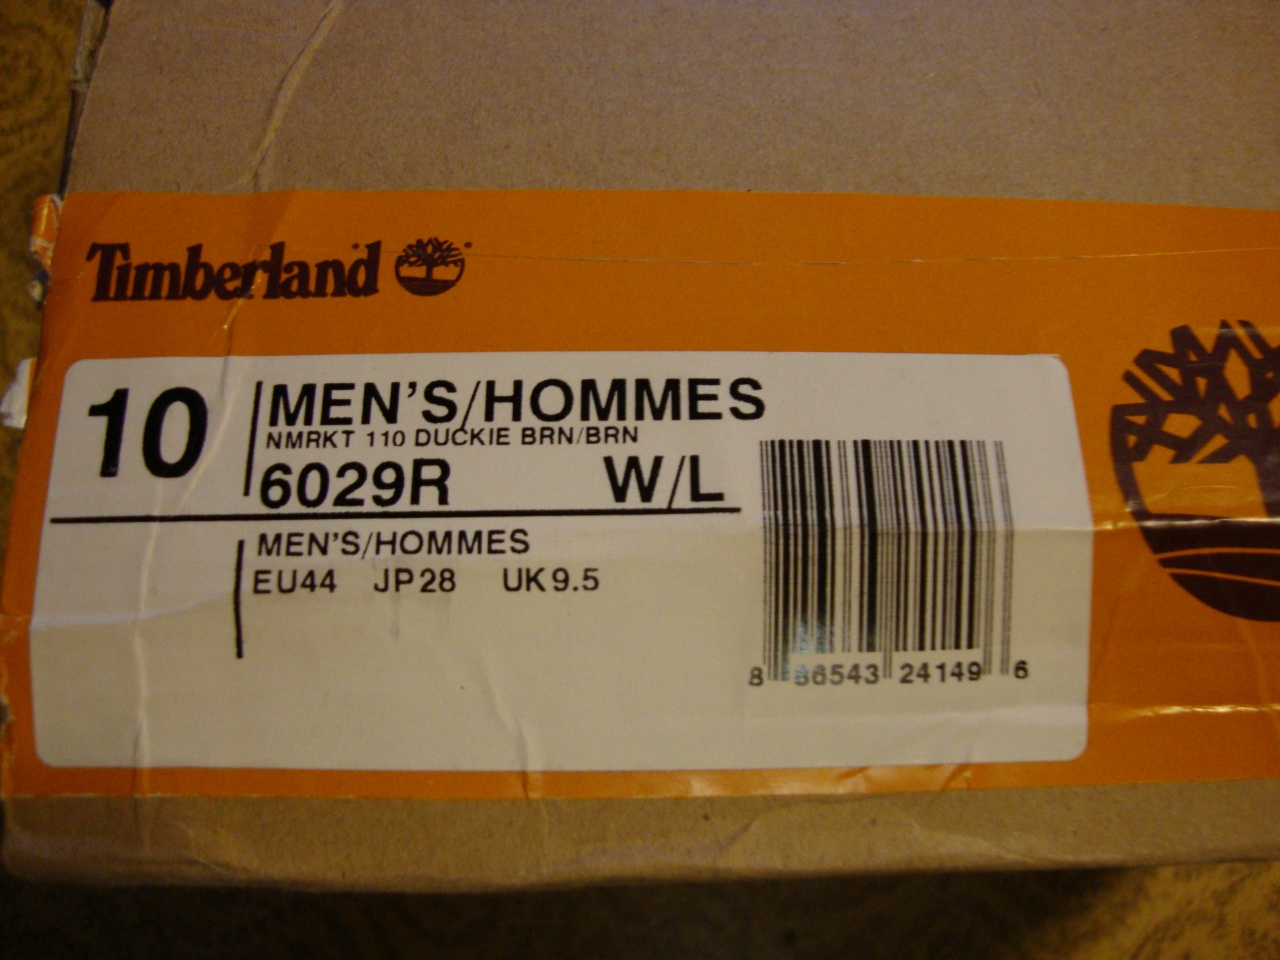 Timberland
10
MEN'S/HOMMES
NMRKT 110 DUCKIE BRN/BRN
6029R W/L
MEN'S/HOMMES
EU44 JP28 UK9.5
8 86543 24149 6